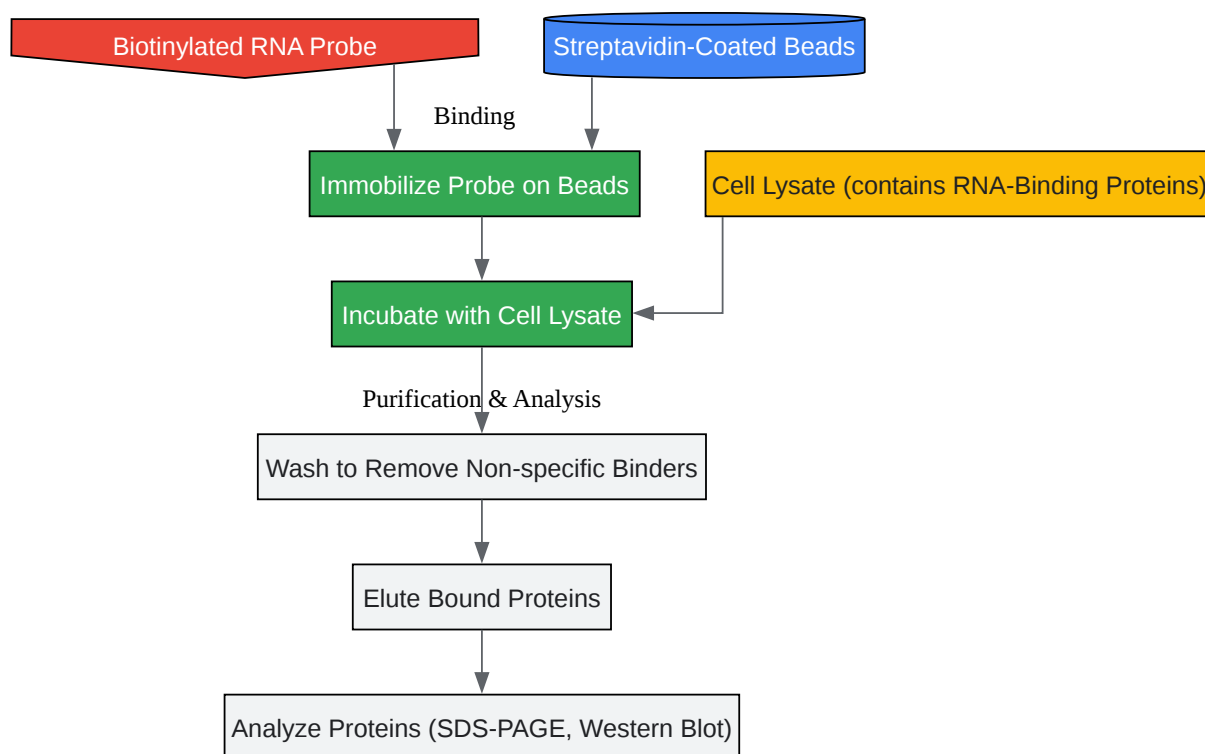 Biotinylated RNA Probe
Streptavidin-Coated Beads
Binding
Immobilize Probe on Beads
Cell Lysate (contains RNA-Binding Proteins)
Incubate with Cell Lysate
Purification & Analysis
Wash to Remove Non-specific Binders
Elute Bound Proteins
Analyze Proteins (SDS-PAGE, Western Blot)